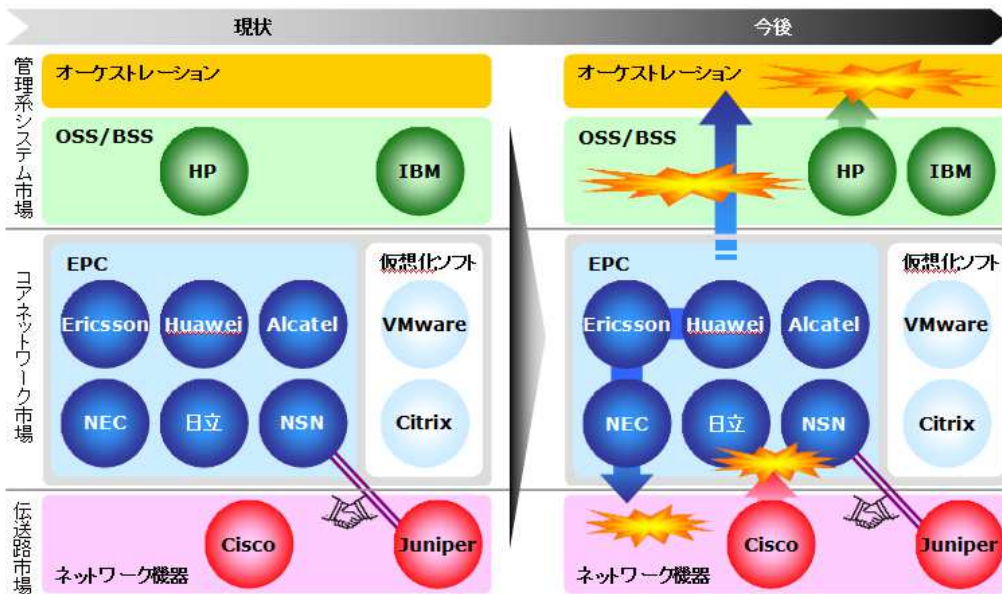 現状
今後
管理系システム市場
オーケストレーション
OSS/BSS
HP
IBM
オーケストレーション
OSS/BSS
HP
IBM
コアネットワーク市場
EPC
仮想化ソフト
Ericsson
Huawei
Alcatel
VMware
NEC
日立
NSN
Citrix
EPC
仮想化ソフト
Ericsson
Huawei
Alcatel
VMware
NEC
日立
NSN
Citrix
伝送路市場
Cisco
Juniper
ネットワーク機器
Cisco
Juniper
ネットワーク機器